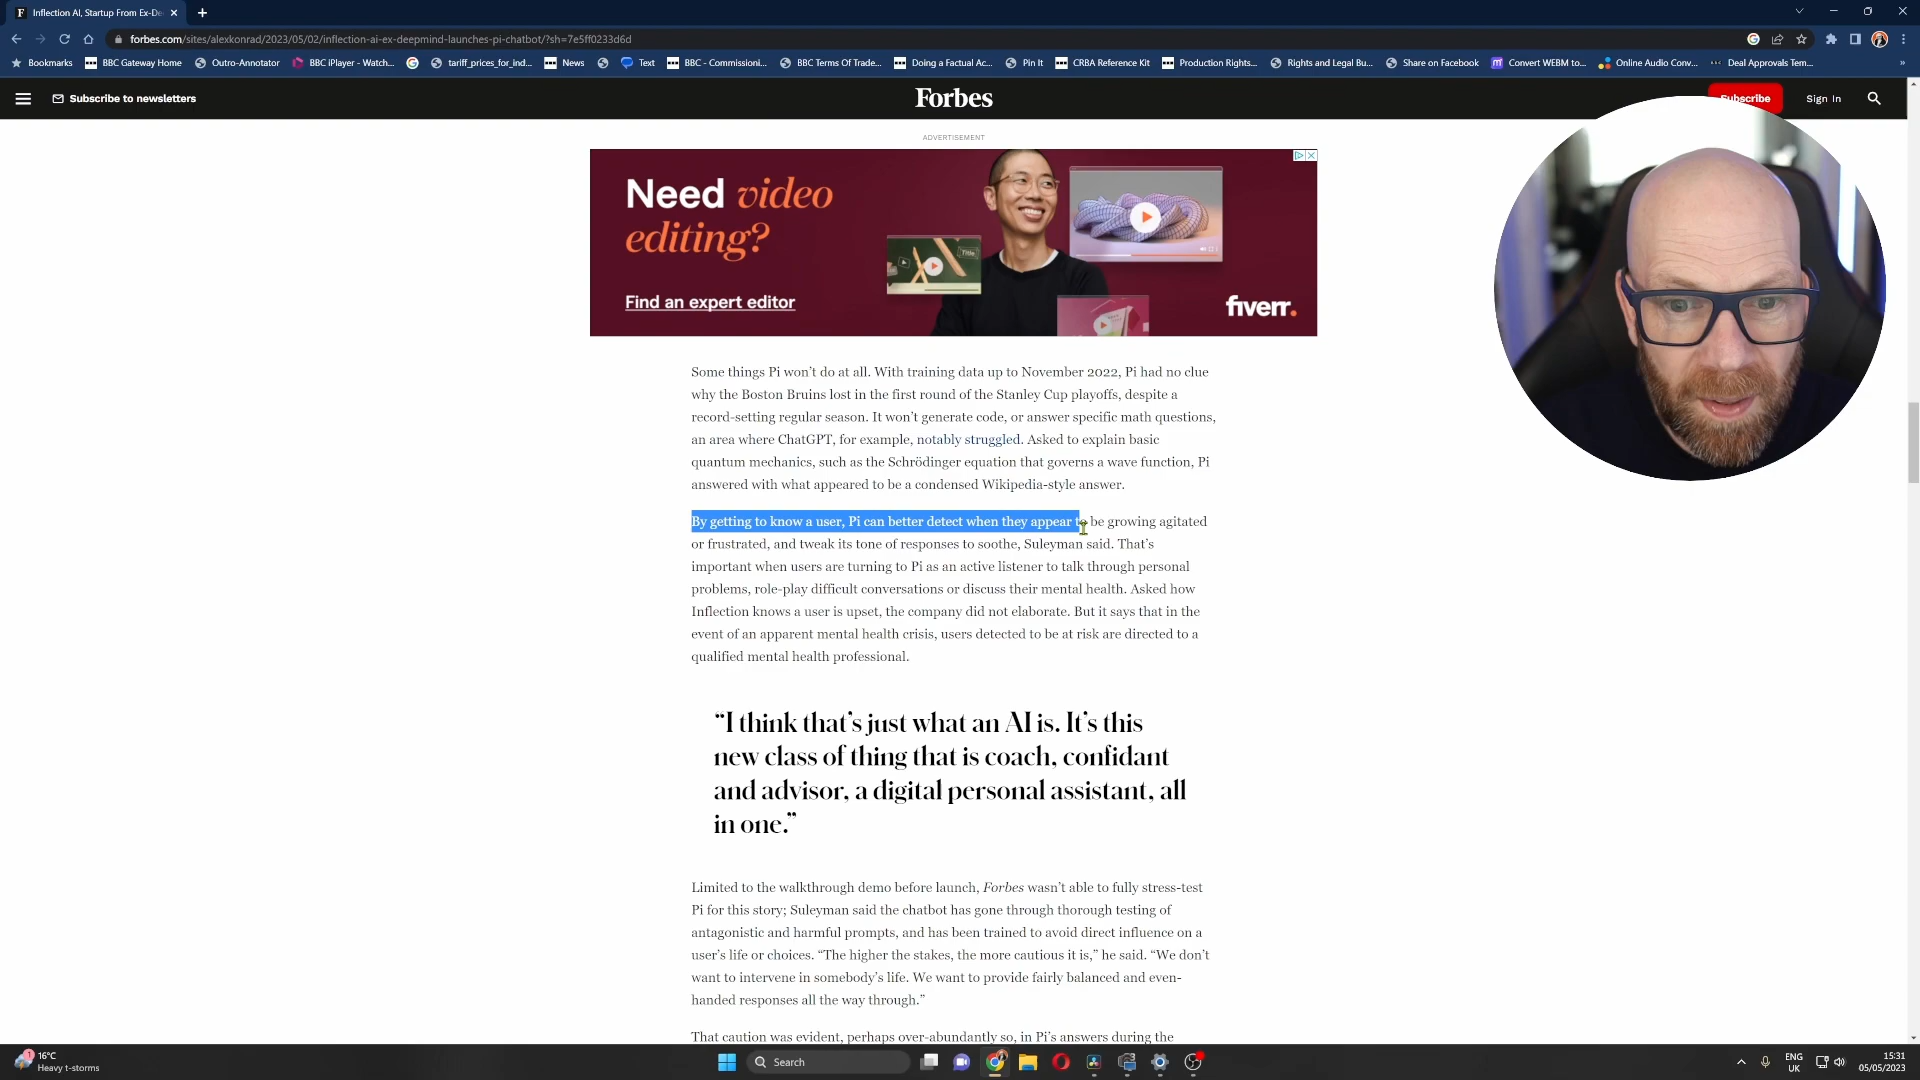 Inflection AI, Startup From Ex-De
forbes.com/sites/alexkonrad/2023/05/02/inflection-ai-ex-deepmind-launches-pi-chatbot/?sh=7e5ff0233d6d
Bookmarks BBC Gateway Home Outro-Annotator BBC iPlayer - Watch... tariff_prices_for_ind... News Text BBC - Commissioni... BBC Terms Of Trade... Doing a Factual Ac... Pin It CRBA Reference Kit Production Rights... Rights and Legal Bu... Share on Facebook Convert WEBM to... Online Audio Conv... Deal Approvals Tem... »
Subscribe to newsletters Forbes Subscribe Sign In
ADVERTISEMENT
Need video
editing?
Title
Find an expert editor
fiverr.
Some things Pi won’t do at all. With training data up to November 2022, Pi had no clue
why the Boston Bruins lost in the first round of the Stanley Cup playoffs, despite a
record-setting regular season. It won’t generate code, or answer specific math questions,
an area where ChatGPT, for example, notably struggled. Asked to explain basic
quantum mechanics, such as the Schrödinger equation that governs a wave function, Pi
answered with what appeared to be a condensed Wikipedia-style answer.
By getting to know a user, Pi can better detect when they appear to be growing agitated
or frustrated, and tweak its tone of responses to soothe, Suleyman said. That’s
important when users are turning to Pi as an active listener to talk through personal
problems, role-play difficult conversations or discuss their mental health. Asked how
Inflection knows a user is upset, the company did not elaborate. But it says that in the
event of an apparent mental health crisis, users detected to be at risk are directed to a
qualified mental health professional.
“I think that’s just what an AI is. It’s this
new class of thing that is coach, confidant
and advisor, a digital personal assistant, all
in one.”
Limited to the walkthrough demo before launch, Forbes wasn’t able to fully stress-test
Pi for this story; Suleyman said the chatbot has gone through thorough testing of
antagonistic and harmful prompts, and has been trained to avoid direct influence on a
user’s life or choices. “The higher the stakes, the more cautious it is,” he said. “We don’t
want to intervene in somebody’s life. We want to provide fairly balanced and even-
handed responses all the way through.”
That caution was evident, perhaps over-abundantly so, in Pi’s answers during the
1
16°C
Heavy t-storms
Search
ENG
UK
15:31
05/05/2023